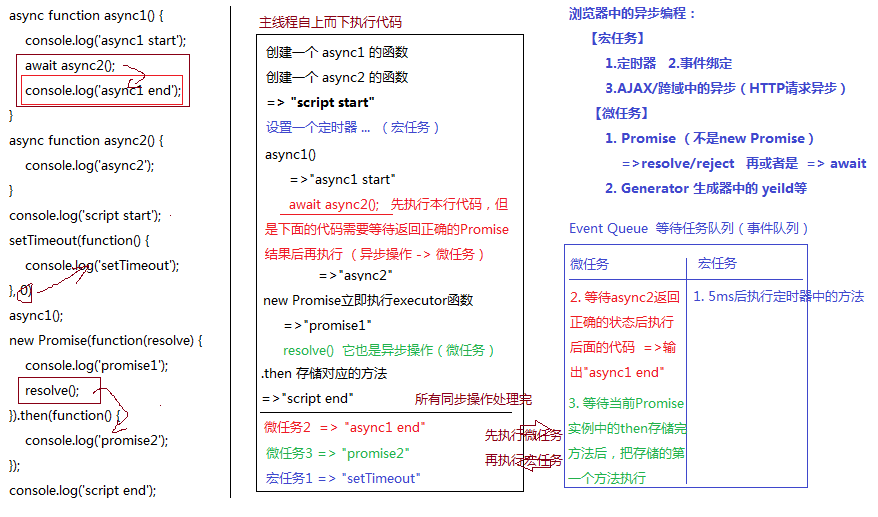 async function async1() {
console.log('async1 start');
await async2();
console.log('async1 end');
}
async function async2() {
console.log('async2');
}
console.log('script start');
setTimeout(function() {
console.log('setTimeout');
}, 0)
async1();
new Promise(function(resolve) {
console.log('promise1');
resolve();
}).then(function() {
console.log('promise2');
});
console.log('script end');
主线程自上而下执行代码
创建一个 async1 的函数
创建一个 async2 的函数
=> "script start"
设置一个定时器 ... （宏任务）
async1()
=>"async1 start"
await async2(); 先执行本行代码，但
是下面的代码需要等待返回正确的Promise
结果后再执行（异步操作 -> 微任务）
=>"async2"
new Promise立即执行executor函数
=>"promise1"
resolve() 它也是异步操作（微任务）
.then 存储对应的方法
=>"script end" 所有同步操作处理完
微任务2 => "async1 end"
微任务3 => "promise2"
宏任务1 => "setTimeout"
先执行微任务
再执行宏任务
浏览器中的异步编程：
【宏任务】
1.定时器 2.事件绑定
3.AJAX/跨域中的异步（HTTP请求异步）
【微任务】
1. Promise（不是new Promise）
=>resolve/reject 再或者是 => await
2. Generator 生成器中的 yeild等
Event Queue 等待任务队列（事件队列）
微任务 宏任务
2. 等待async2返回
正确的状态后执行
后面的代码 =>输
出"async1 end"
3. 等待当前Promise
实例中的then存储完
方法后，把存储的第
一个方法执行
1. 5ms后执行定时器中的方法